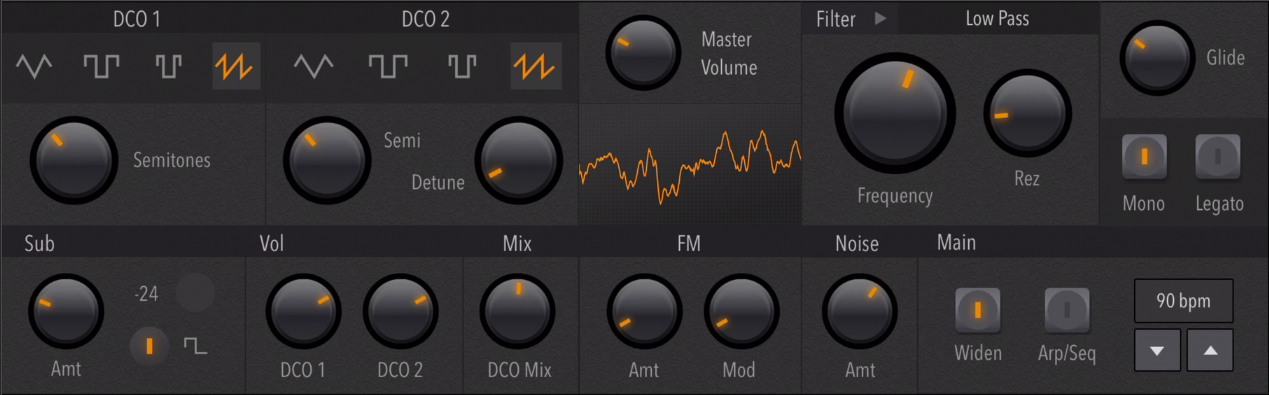 DCO 1
DCO 2
Master
Volume
Filter
Low Pass
Glide
Semitones
Semi
Detune
Frequency
Rez
Mono
Legato
Sub
Vol
Mix
FM
Noise
Main
-24
90 bpm
Amt
DCO 1
DCO 2
DCO Mix
Amt
Mod
Amt
Widen
Arp/Seq